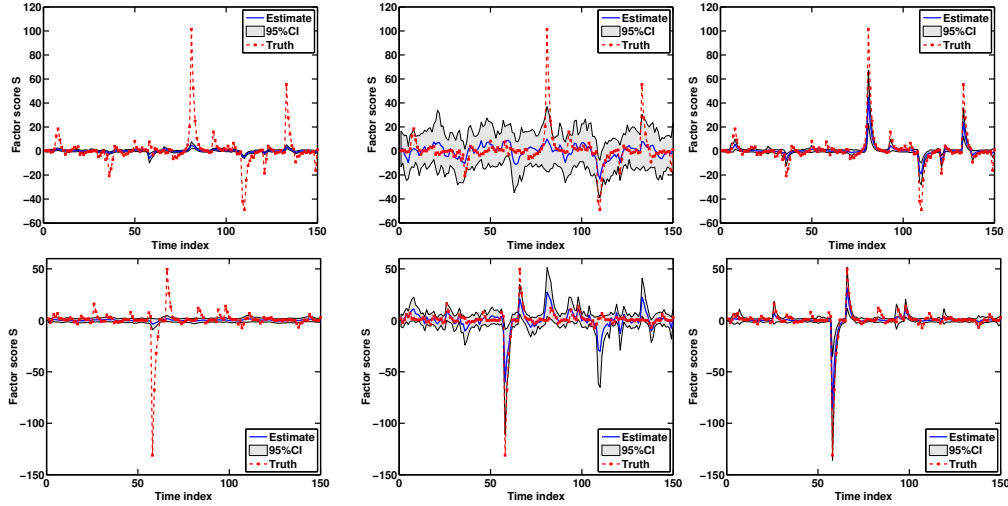 120
100
80
60
40
20
0
−20
−40
−60
0
50
100
150
Factor score S
Time index
Estimate
95%CI
Truth
120
100
80
60
40
20
0
−20
−40
−60
0
50
100
150
Factor score S
Time index
Estimate
95%CI
Truth
120
100
80
60
40
20
0
−20
−40
−60
0
50
100
150
Factor score S
Time index
Estimate
95%CI
Truth
50
0
−50
−100
−150
0
50
100
150
Factor score S
Time index
Estimate
95%CI
Truth
50
0
−50
−100
−150
0
50
100
150
Factor score S
Time index
Estimate
95%CI
Truth
50
0
−50
−100
−150
0
50
100
150
Factor score S
Time index
Estimate
95%CI
Truth